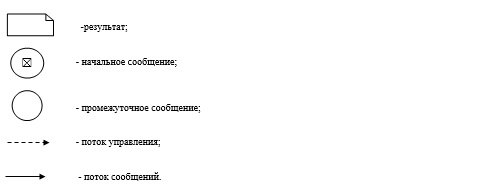 -результат;
- начальное сообщение;
- промежуточное сообщение;
- поток управления;
- поток сообщений.